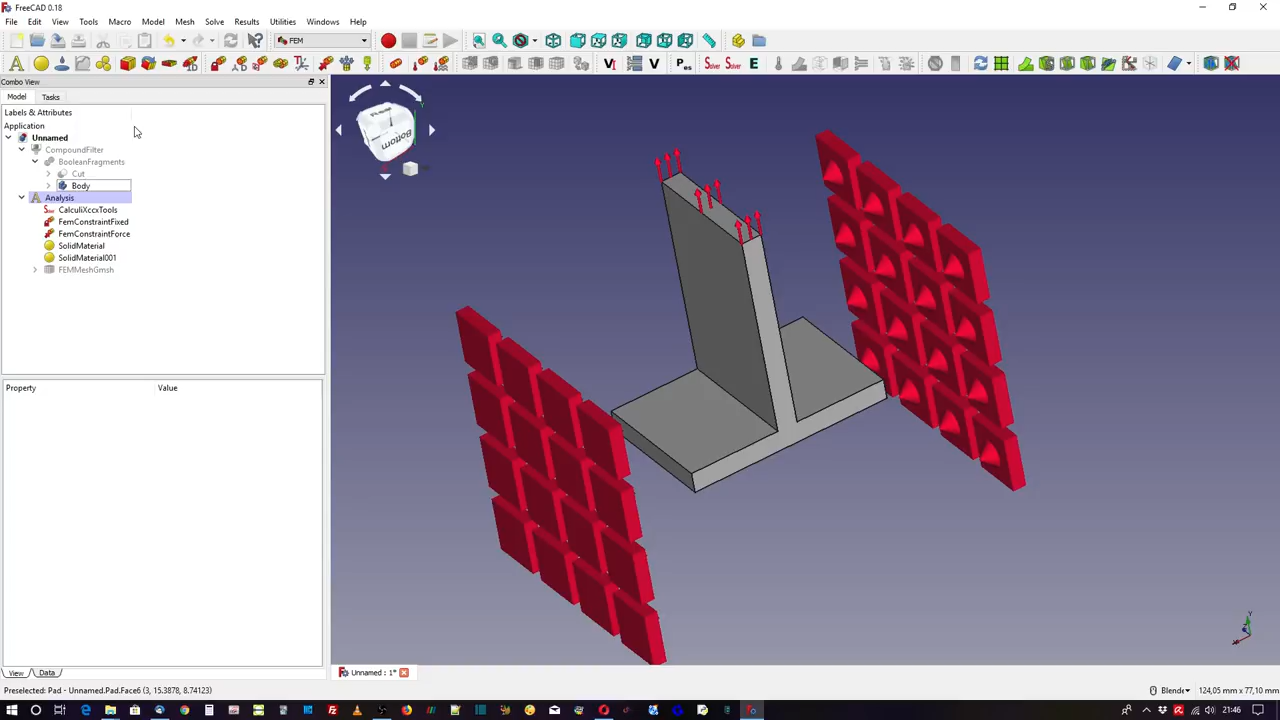 FreeCAD 0.18
File Edit View Tools Macro Model Mesh Solve Results Utilities Windows Help
FEM
Combo View
Model Tasks
Labels & Attributes
Application
Unnamed
CompoundFilter
BooleanFragments
Cut
Body
Analysis
CalculiXccxTools
FemConstraintFixed
FemConstraintForce
SolidMaterial
SolidMaterial001
FEMMeshGmsh
Bottom
Property Value
View Data
Unnamed : 1*
Preselected: Pad - Unnamed.Pad.Face6 (3, 15.3878, 8.74123)
Blender
124,05 mm x 77,10 mm
21:46